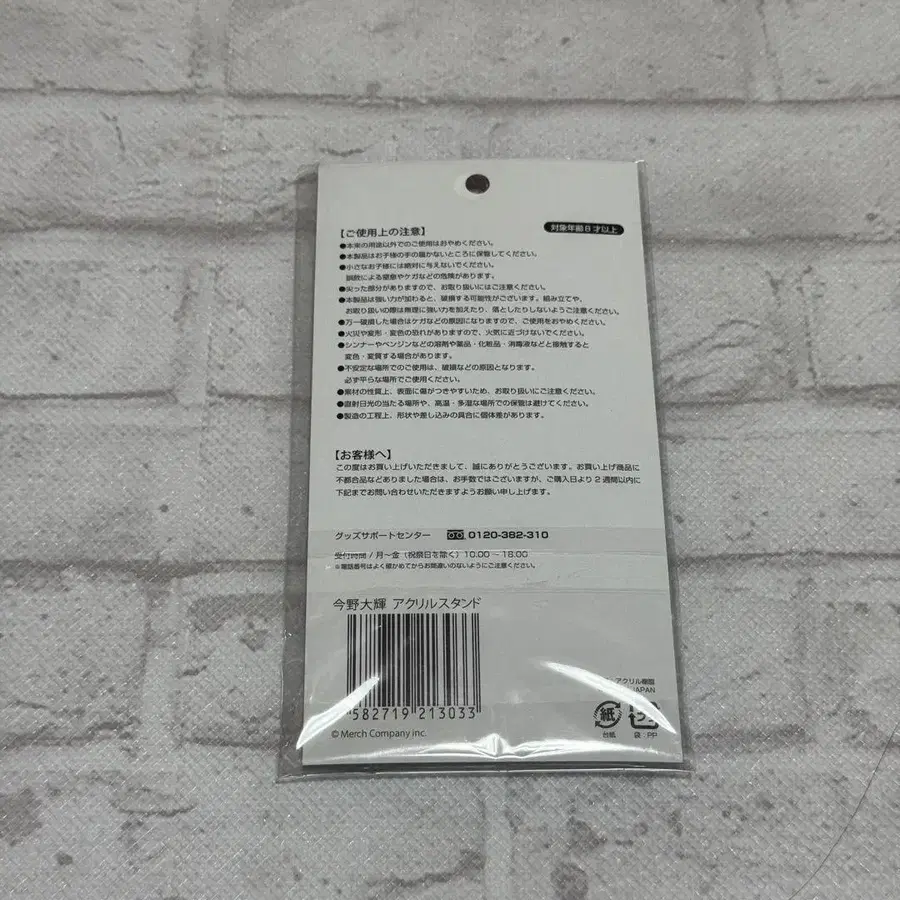 【ご使用上の注意】
対象年齢8才以上
●本来の用途以外でのご使用はおやめください。
●本製品はお子様の手の届かないところに保管してください。
●小さなお子様には絶対に与えないでください。
誤飲による窒息やケガなどの危険があります。
●尖った部分がありますので、お取り扱いにはご注意ください。
●本製品は強い力が加わると、破損する可能性がございます。組み立てや、
お取り扱いの際は無理に強い力を加えたり、落としたりしないようご注意ください。
●万一破損した場合はケガなどの原因になりますので、ご使用をおやめください。
●火災や変形・変色の恐れがありますので、火気に近づけないでください。
●シンナーやベンジンなどの溶剤や薬品・化粧品・消毒液などと接触すると
変色・変質する場合があります。
●不安定な場所でのご使用は、破損などの原因となります。
必ず平らな場所でご使用ください。
●素材の性質上、表面に傷がつきやすいため、お取り扱いにご注意ください。
●直射日光の当たる場所や、高温・多湿な場所での保管は避けてください。
●製造の工程上、形状や差し込みの具合に個体差があります。
【お客様へ】
この度はお買い上げいただきまして、誠にありがとうございます。お買い上げ商品に
不都合品などありました場合は、お手数ではございますが、ご購入日より2週間以内に
下記までお問い合わせいただきますようお願い申し上げます。
グッズサポートセンター 0120-382-310
受付時間/月〜金(祝祭日を除く)10:00〜18:00
※電話番号はよく確かめてからお間違いのないようにご注意ください。
今野大輝 アクリルスタンド
582719 213033
アクリル樹脂
JAPAN
© Merch Company inc.
紙
台紙
プラ
袋:PP